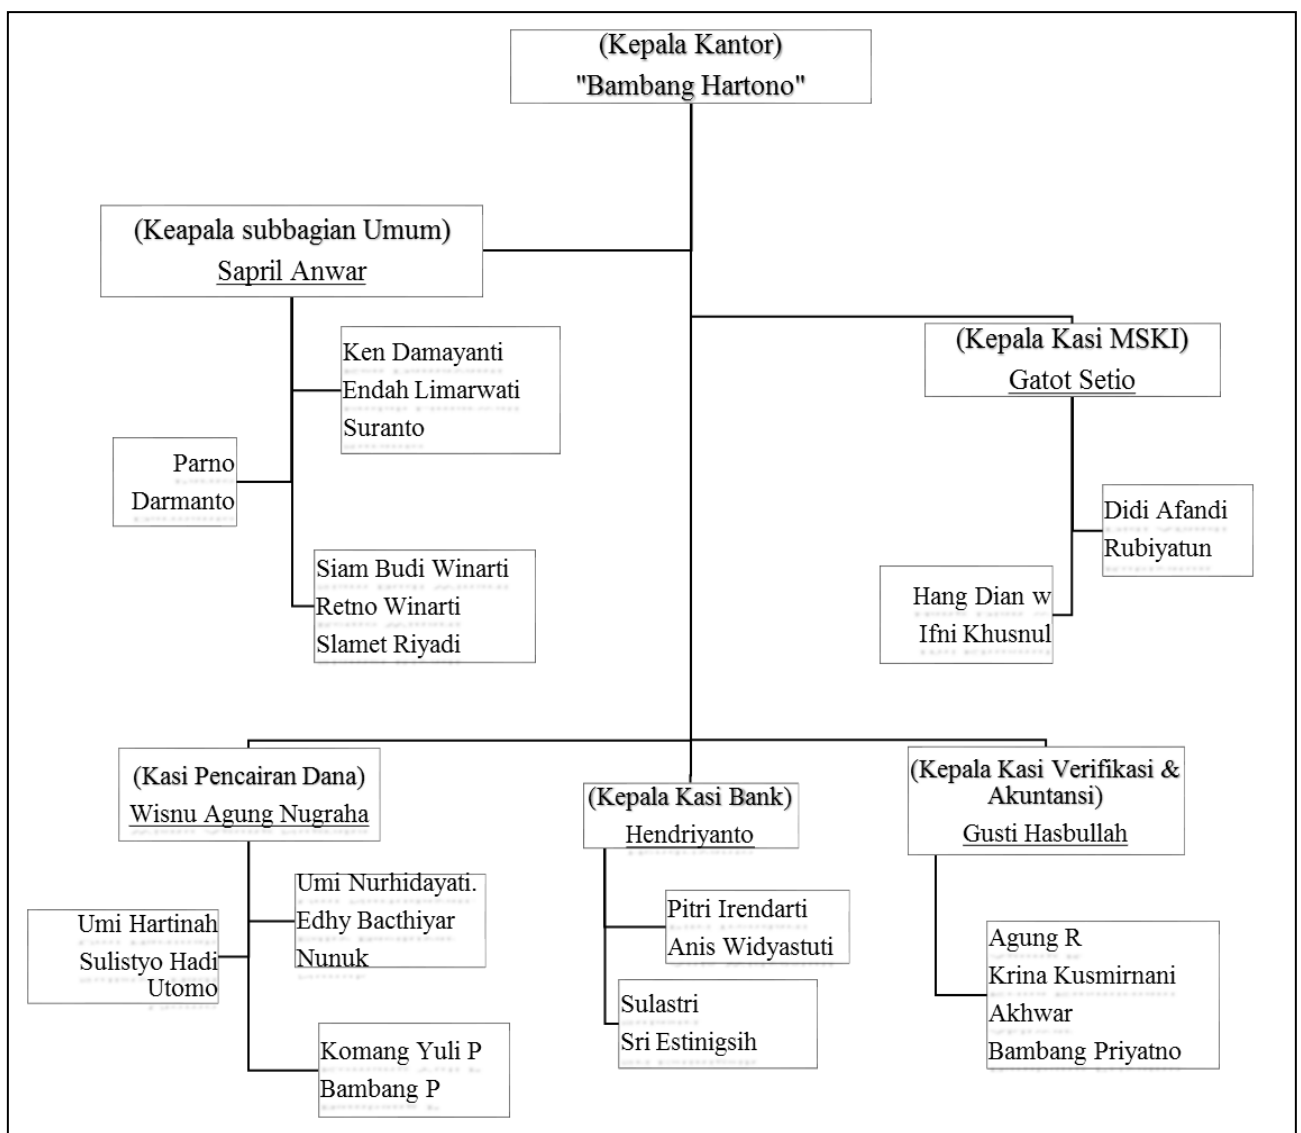 (Kepala Kantor)
"Bambang Hartono"
(Keapala subbagian Umum)
Sapril Anwar
Ken Damayanti
Endah Limarwati
Suranto
Parno
Darmanto
Siam Budi Winarti
Retno Winarti
Slamet Riyadi
(Kepala Kasi MSKI)
Gatot Setio
Didi Afandi
Rubiyatun
Hang Dian w
Ifni Khusnul
(Kasi Pencairan Dana)
Wisnu Agung Nugraha
Umi Nurhidayati.
Edhy Bacthiyar
Nunuk
Umi Hartinah
Sulistyo Hadi
Utomo
Komang Yuli P
Bambang P
(Kepala Kasi Bank)
Hendriyanto
Pitri Irendarti
Anis Widyastuti
Sulastri
Sri Estinigsih
(Kepala Kasi Verifikasi &
Akuntansi)
Gusti Hasbullah
Agung R
Krina Kusmirnani
Akhwar
Bambang Priyatno